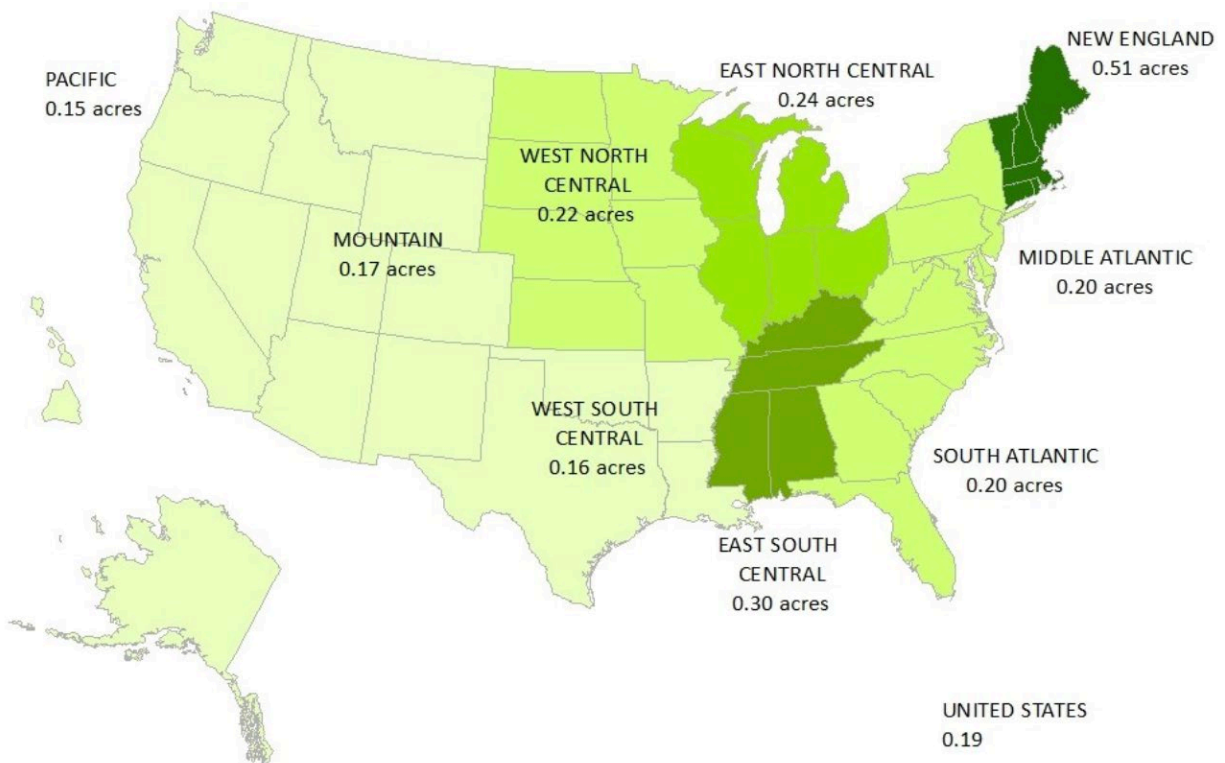 PACIFIC
0.15 acres
MOUNTAIN
0.17 acres
WEST NORTH
CENTRAL
0.22 acres
WEST SOUTH
CENTRAL
0.16 acres
EAST NORTH CENTRAL
0.24 acres
EAST SOUTH
CENTRAL
0.30 acres
NEW ENGLAND
0.51 acres
MIDDLE ATLANTIC
0.20 acres
SOUTH ATLANTIC
0.20 acres
UNITED STATES
0.19